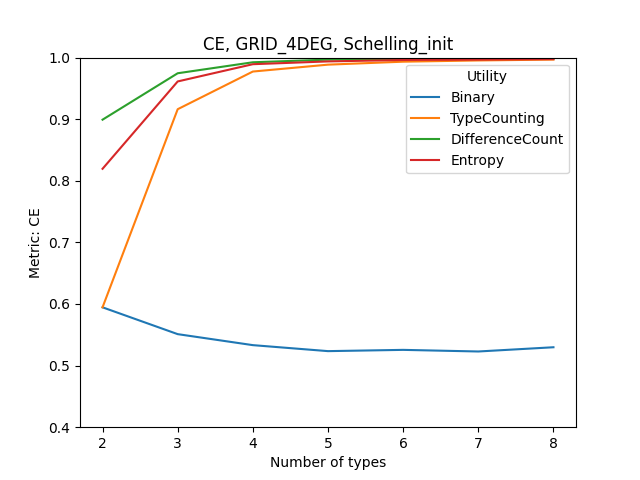 CE, GRID_4DEG, Schelling_init
1.0
0.9
0.8
0.7
0.6
0.5
0.4
Metric: CE
Utility
Binary
TypeCounting
DifferenceCount
Entropy
2 3 4 5 6 7 8
Number of types